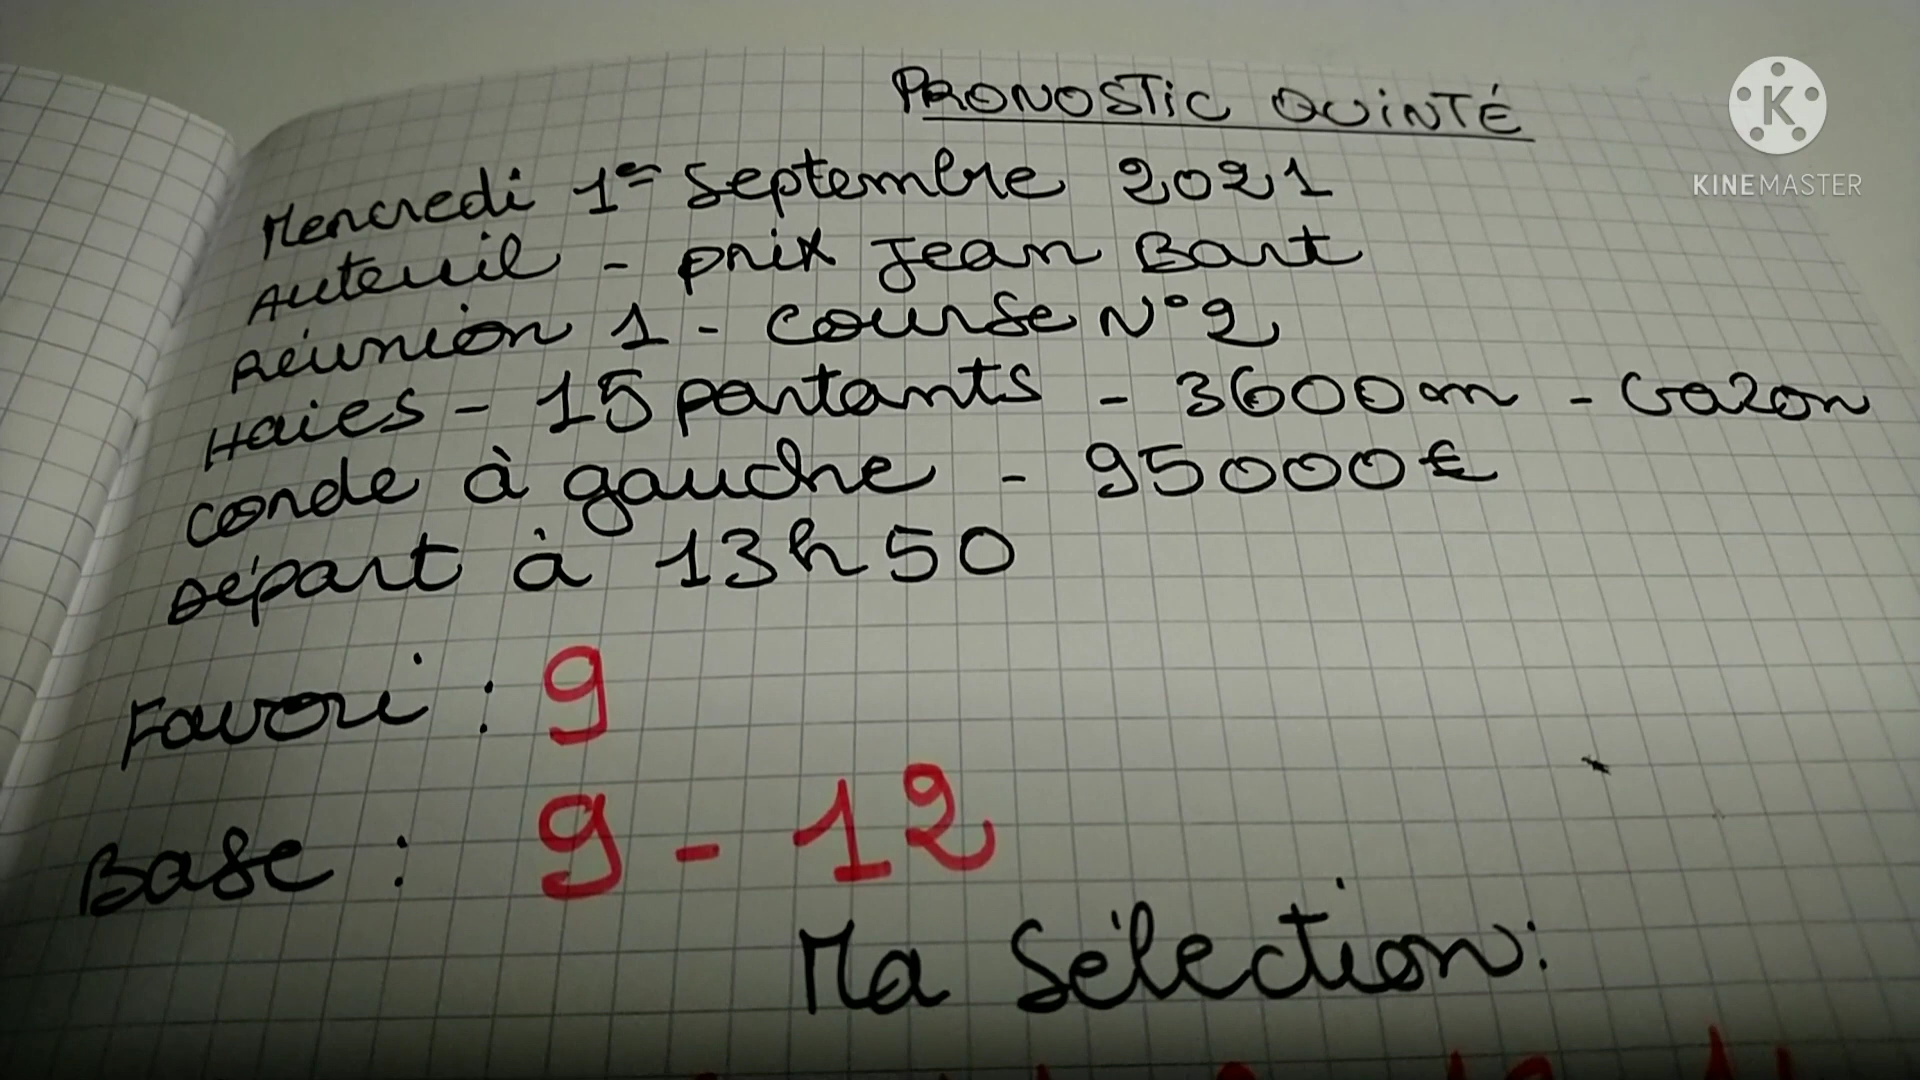 PRONOSTIC QUINTÉ
Mercredi 1er Septembre 2021
Auteuil - prix Jean Bart
Réunion 1 - course N°2
Haies - 15 partants - 3600m - Gazon
corde à gauche - 95000€
Départ à 13h50
Favori : 9
Base : 9 - 12
Ma Sélection :
K
KINEMASTER